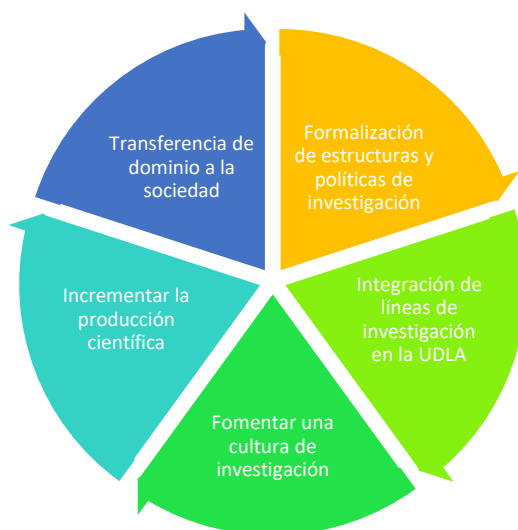 Formalización
de estructuras y
políticas de
investigación
Integración de
líneas de
investigación
en la UDLA
Fomentar una
cultura de
investigación
Incrementar la
producción
científica
Transferencia de
dominio a la
sociedad